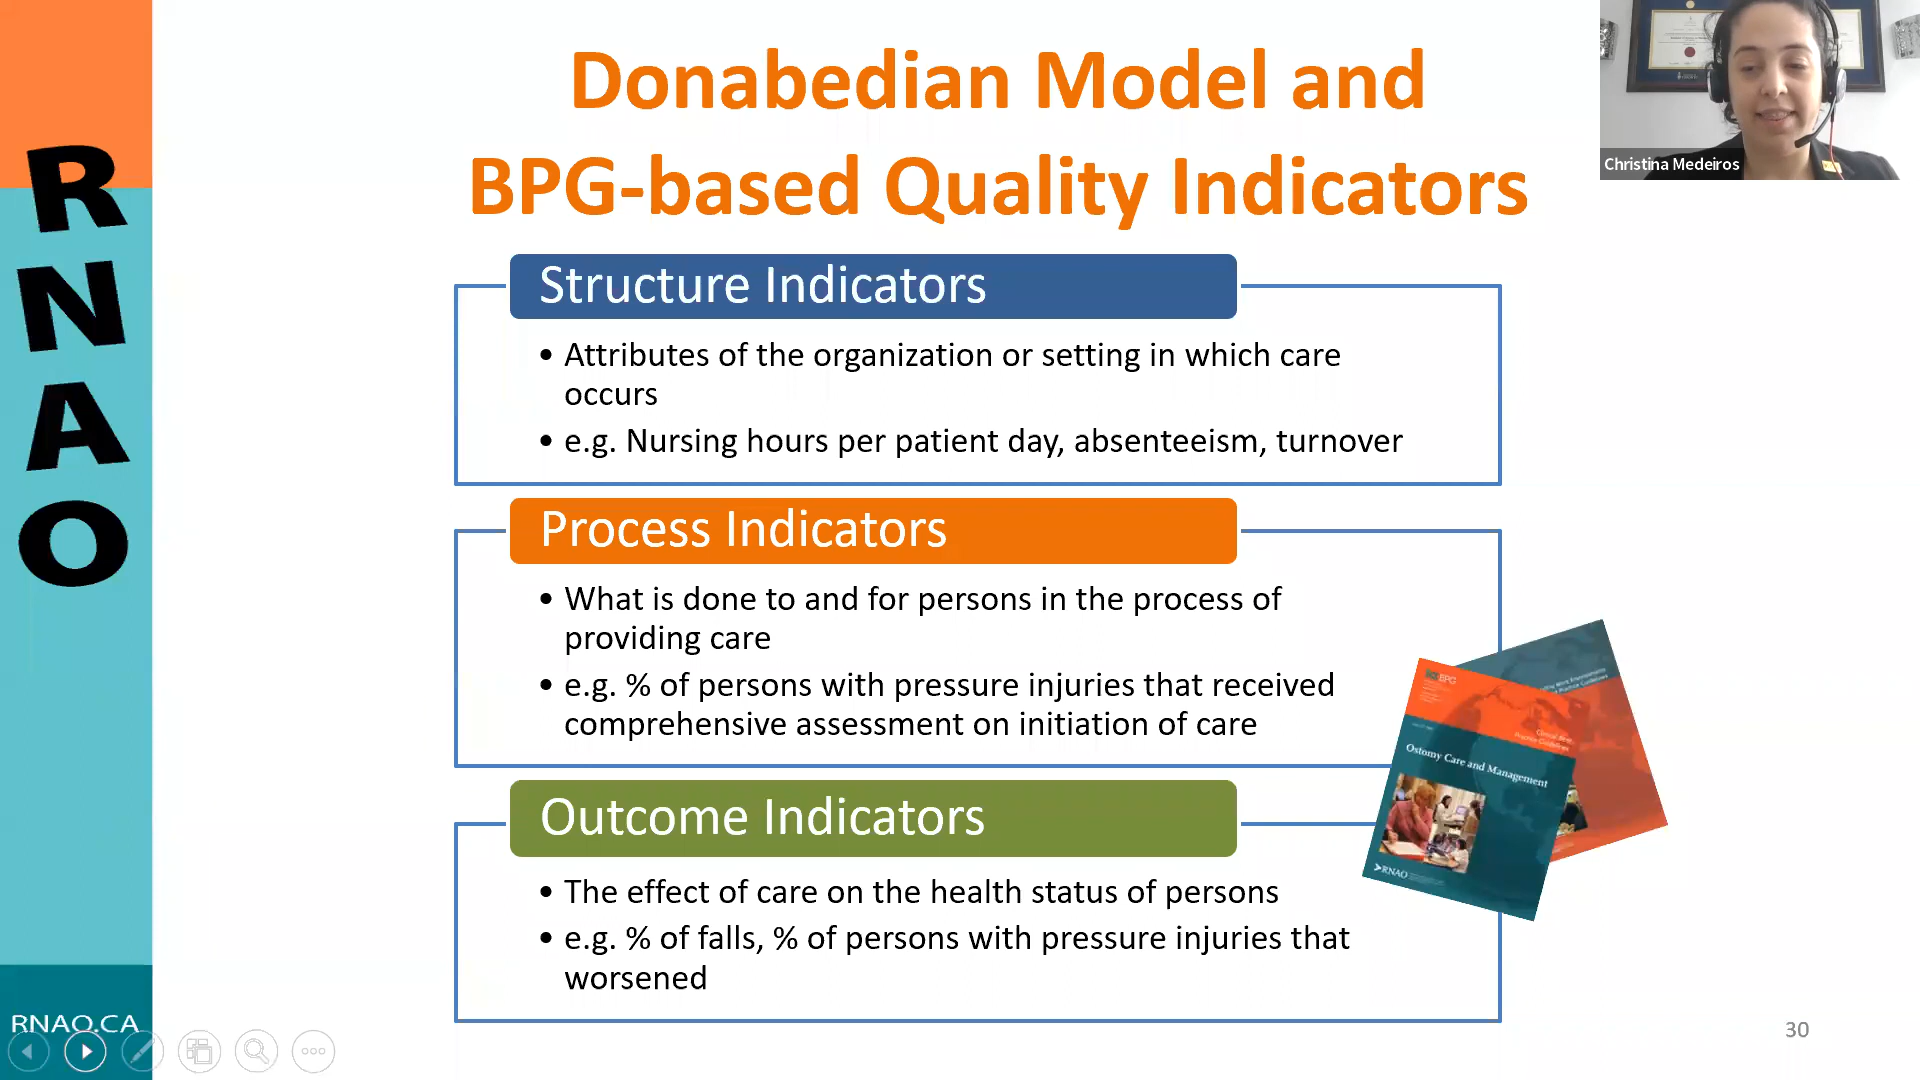 RNAO
Donabedian Model and
BPG-based Quality Indicators
Christina Medeiros
Structure Indicators
• Attributes of the organization or setting in which care
occurs
• e.g. Nursing hours per patient day, absenteeism, turnover
Process Indicators
• What is done to and for persons in the process of
providing care
• e.g. % of persons with pressure injuries that received
comprehensive assessment on initiation of care
Outcome Indicators
• The effect of care on the health status of persons
• e.g. % of falls, % of persons with pressure injuries that
worsened
BPG
Ostomy Care and Management
RNAO
RNAO.CA
30